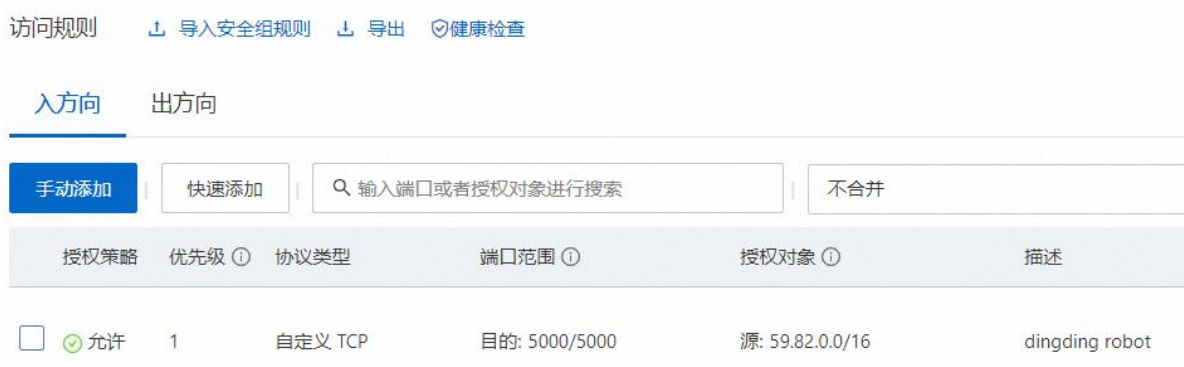 访问规则 导入安全组规则 导出 健康检查
入方向 出方向
手动添加 快速添加 输入端口或者授权对象进行搜索 不合并
授权策略 优先级 协议类型 端口范围 授权对象 描述
允许 1 自定义 TCP 目的: 5000/5000 源: 59.82.0.0/16 dingding robot